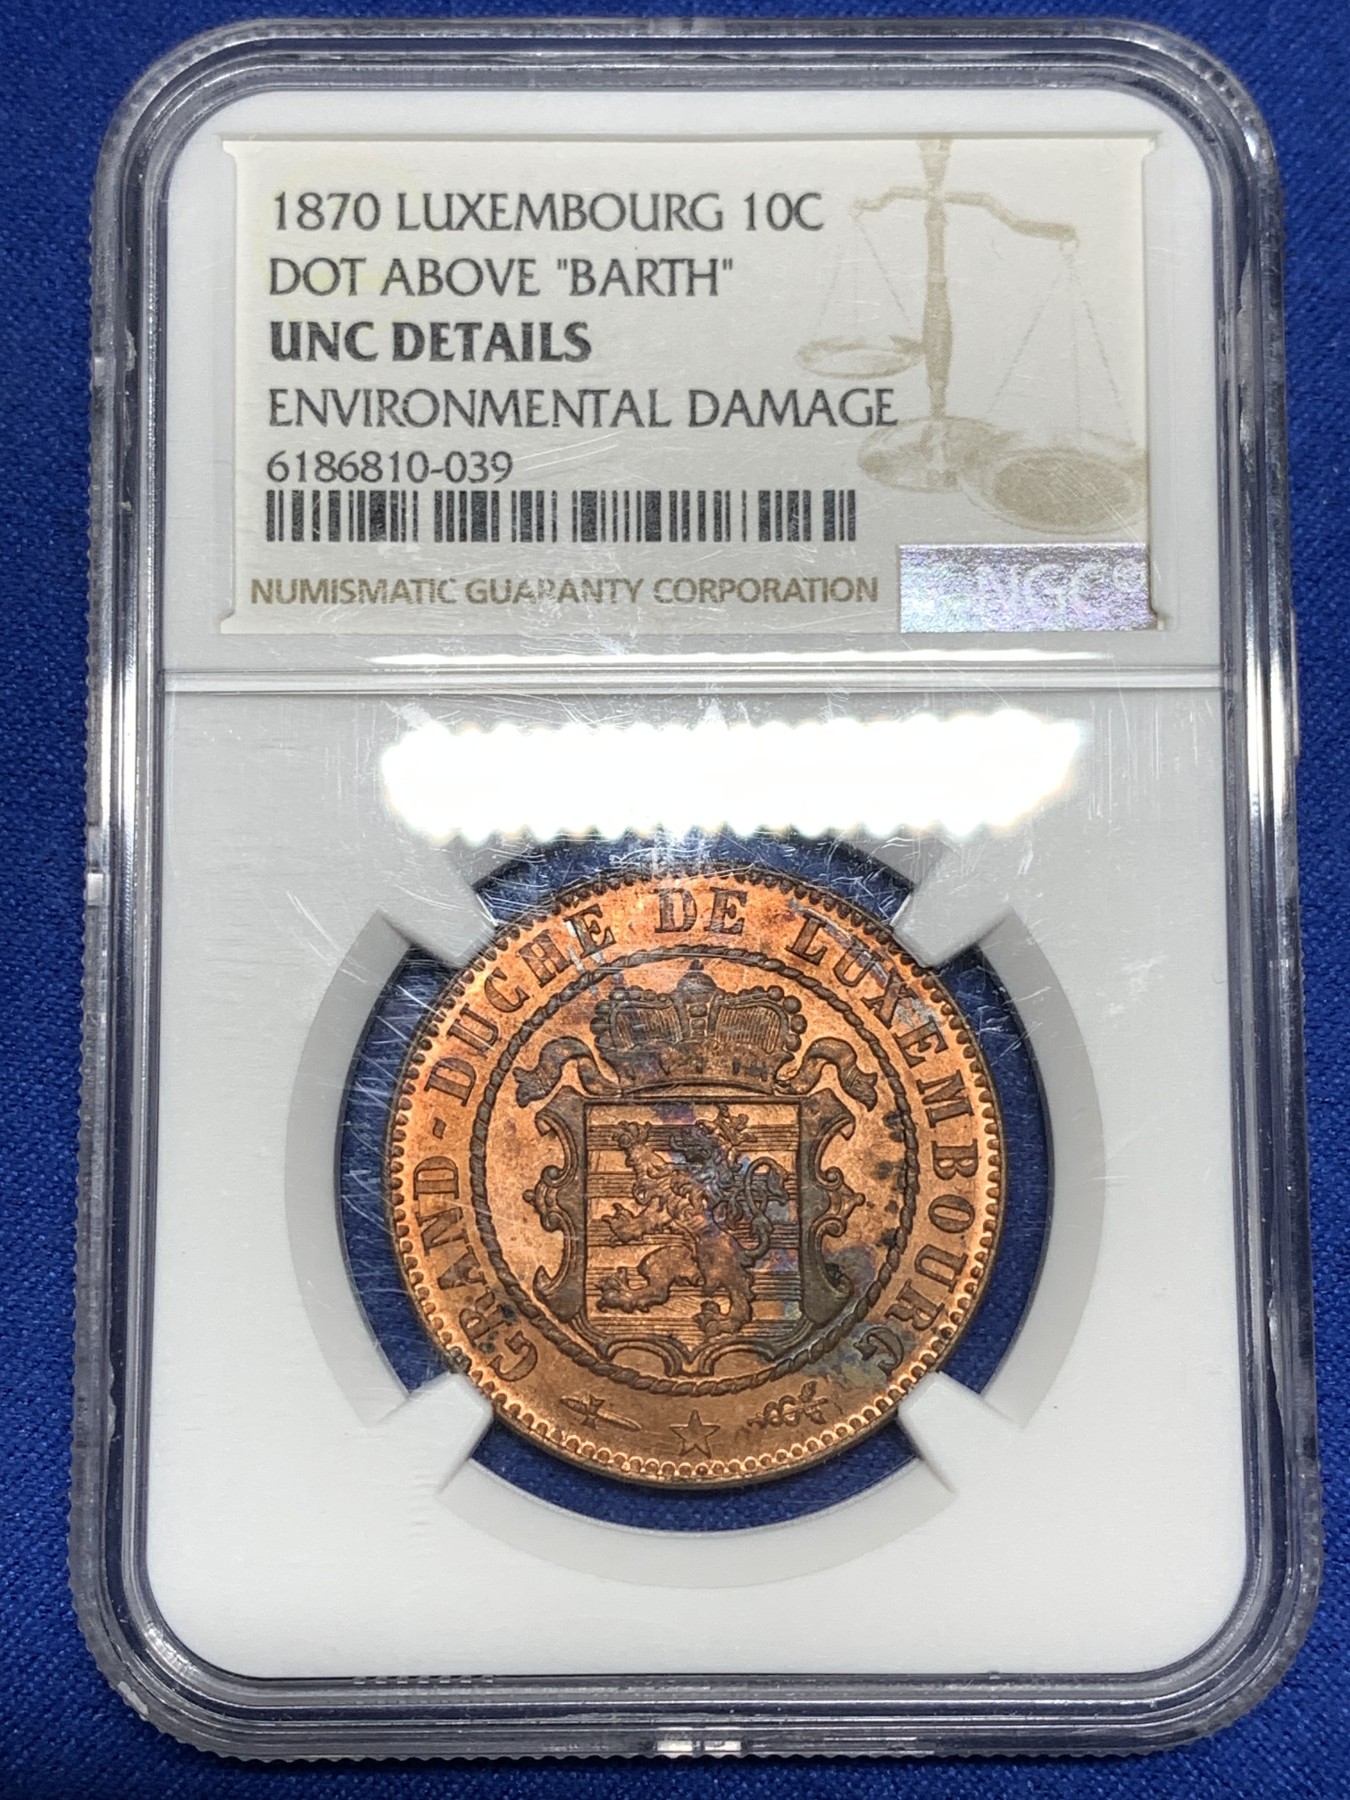 1870 LUXEMBOURG 10C
DOT ABOVE "BARTH"
UNC DETAILS
ENVIRONMENTAL DAMAGE
6186810-039
NUMISMATIC GUARANTY CORPORATION
NGC®
GRAND-DUCHE DE LUXEMBOURG